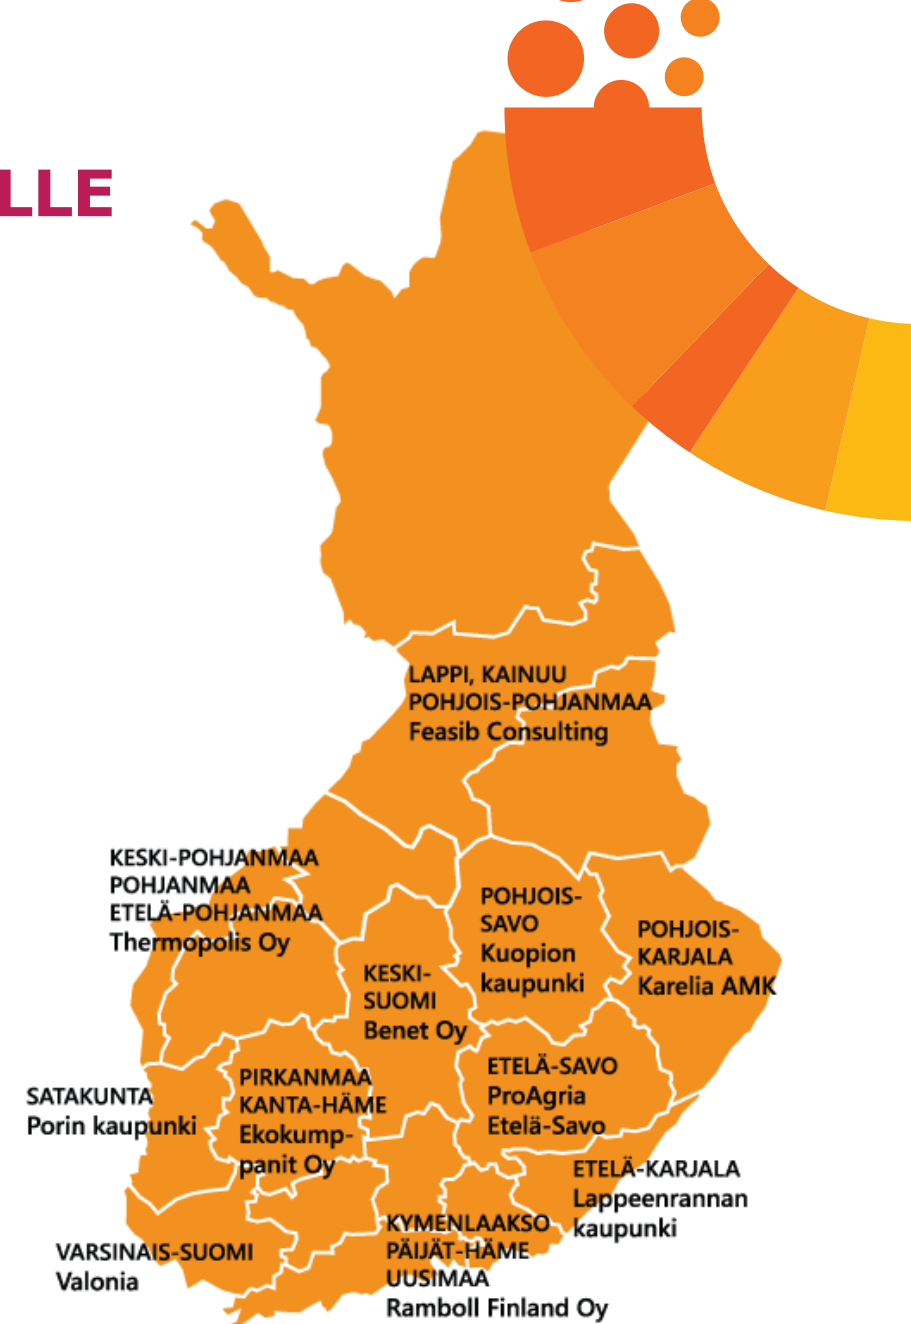 LLE
LAPPI, KAINUU
POHJOIS-POHJANMAA
Feasib Consulting
KESKI-POHJANMAA
POHJANMAA
ETELÄ-POHJANMAA
Thermopolis Oy
POHJOIS-
SAVO
Kuopion
kaupunki
POHJOIS-
KARJALA
Karelia AMK
KESKI-
SUOMI
Benet Oy
ETELÄ-SAVO
ProAgria
Etelä-Savo
PIRKANMAA
KANTA-HÄME
Ekokump-
panit Oy
SATAKUNTA
Porin kaupunki
ETELÄ-KARJALA
Lappeenrannan
kaupunki
KYMENLAAKSO
PÄIJÄT-HÄME
UUSIMAA
Ramboll Finland Oy
VARSINAIS-SUOMI
Valonia